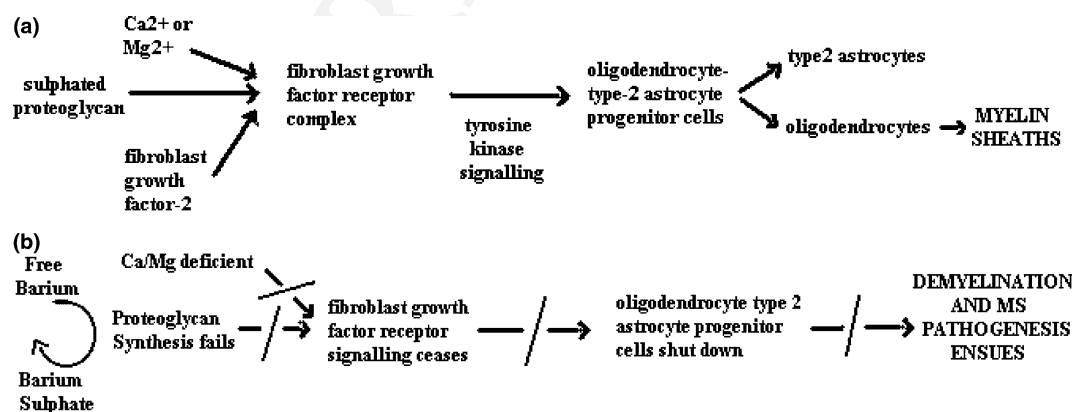 (a)
Ca2+ or
Mg2+
sulphated
proteoglycan
fibroblast
growth
factor-2
fibroblast growth
factor receptor
complex
tyrosine
kinase
signalling
oligodendrocyte-
type-2 astrocyte
progenitor cells
type2 astrocytes
oligodendrocytes
MYELIN
SHEATHS
(b)
Free
Barium
Barium
Sulphate
Ca/Mg deficient
Proteoglycan
Synthesis fails
fibroblast growth
factor receptor
signalling ceases
oligodendrocyte type 2
astrocyte progenitor
cells shut down
DEMYELINATION
AND MS
PATHOGENESIS
ENSUES